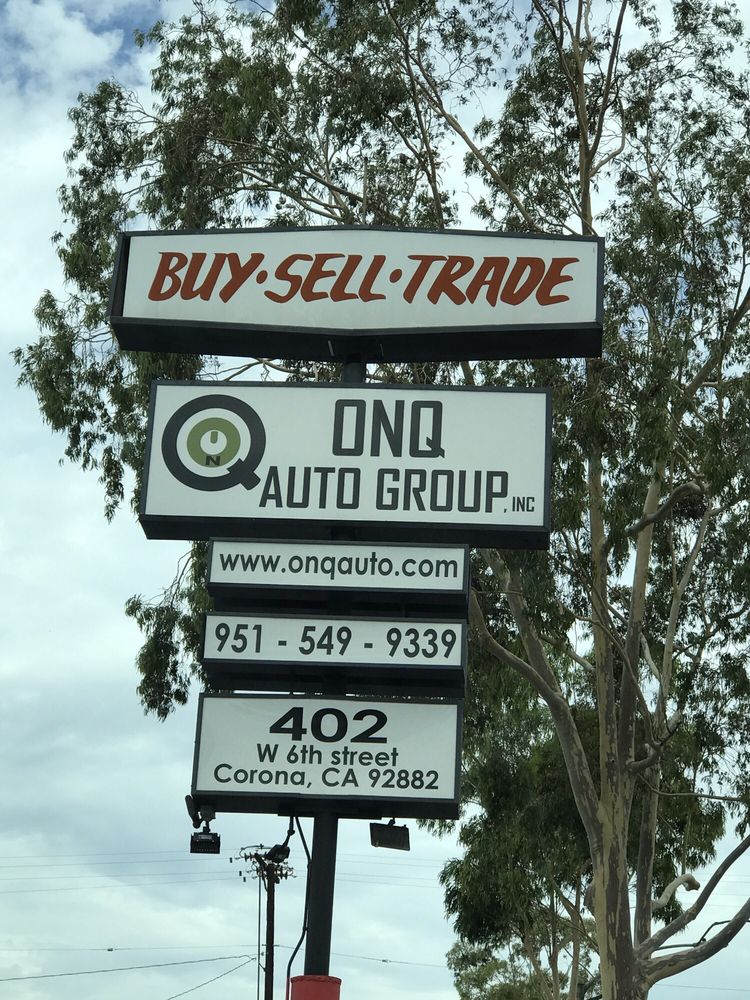 BUY·SELL·TRADE
ON
ONQ
AUTO GROUP, INC
www.onqauto.com
951 - 549 - 9339
402
W 6th street
Corona, CA 92882